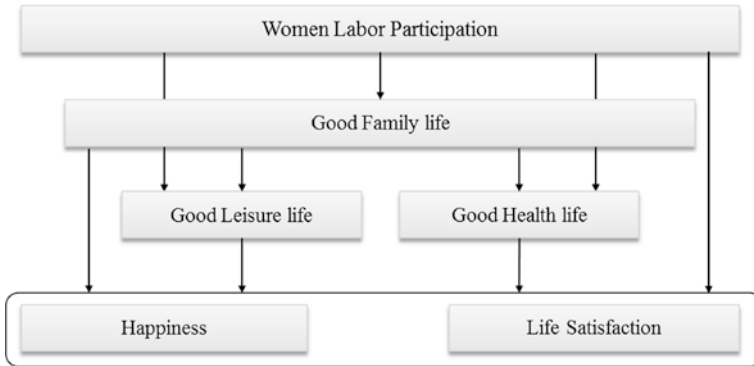 Women Labor Participation
Good Family life
Good Leisure life
Good Health life
Happiness
Life Satisfaction